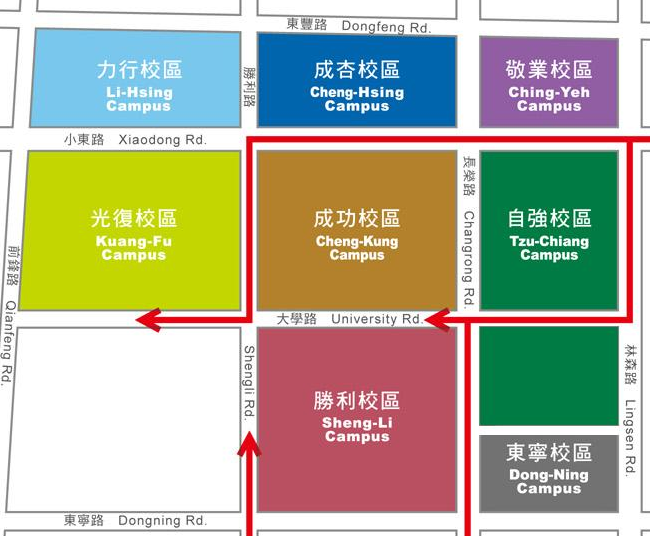 東豐路 Dongfeng Rd.
力行校區
Li-Hsing
Campus
勝利路
成杏校區
Cheng-Hsing
Campus
敬業校區
Ching-Yeh
Campus
小東路 Xiaodong Rd.
光復校區
Kuang-Fu
Campus
成功校區
Cheng-Kung
Campus
長榮路 Changrong Rd.
自強校區
Tzu-Chiang
Campus
前鋒路 Qianfeng Rd.
大學路 University Rd.
Shengli Rd.
勝利校區
Sheng-Li
Campus
林森路 Lingsen Rd.
東寧校區
Dong-Ning
Campus
東寧路 Dongning Rd.